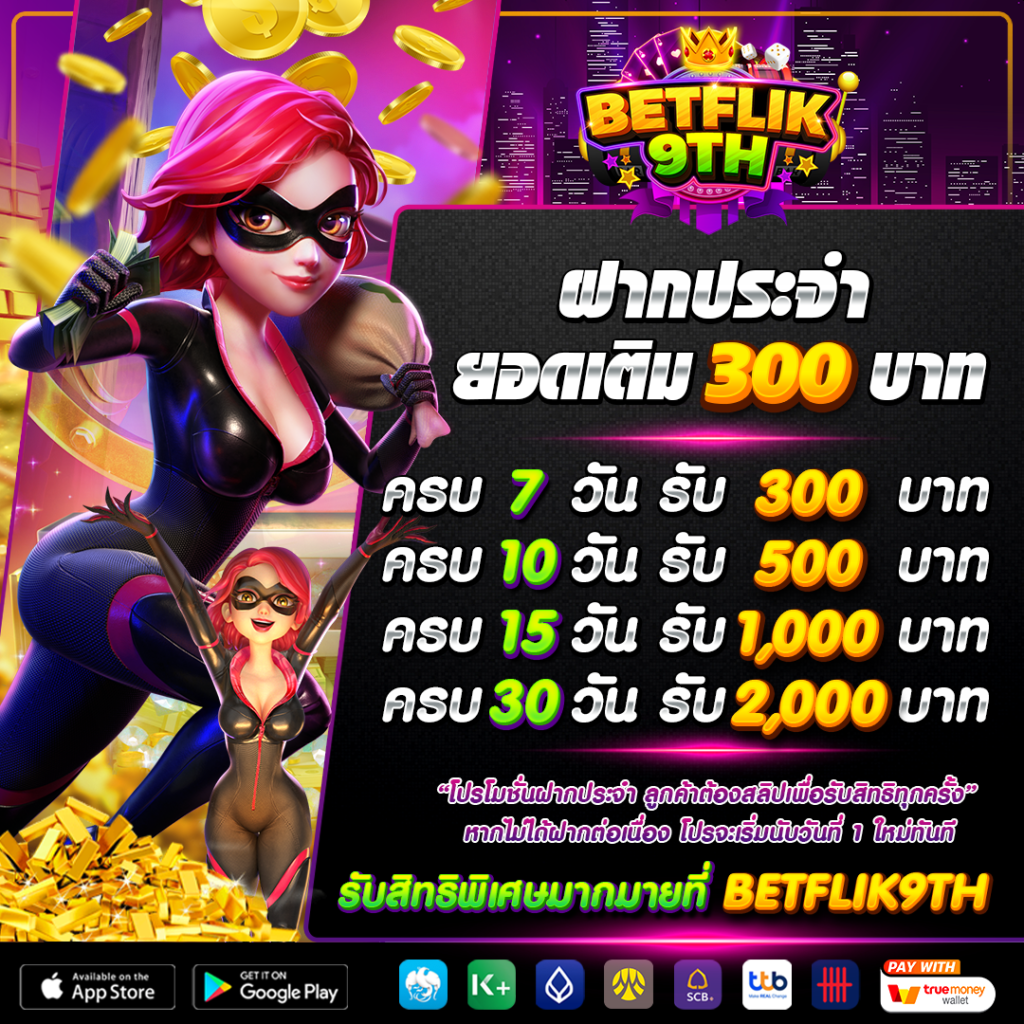 BETFLIK
9TH
ฝากประจำ
ยอดเติม 300 บาท
ครบ 7 วัน รับ 300 บาท
ครบ 10 วัน รับ 500 บาท
ครบ 15 วัน รับ 1,000 บาท
ครบ 30 วัน รับ 2,000 บาท
“โปรโมชั่นฝากประจำ ลูกค้าต้องสลิปเพื่อรับสิทธิทุกครั้ง”
หากไม่ได้ฝากต่อเนื่อง โปรจะเริ่มนับวันที่ 1 ใหม่ทันที
รับสิทธิพิเศษมากมายที่ BETFLIK9TH
Available on the
App Store
GET IT ON
Google Play
K+
SCB+
ttb
Make REAL Change
PAY WITH
truemoney
wallet